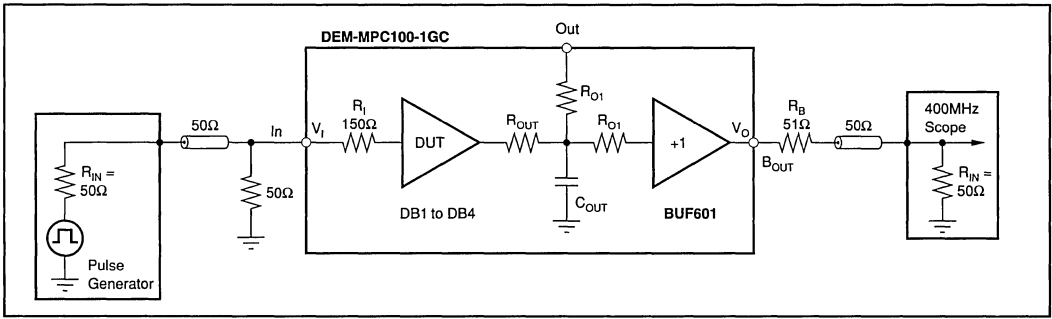 Out
DEM-MPC100-1GC
400MHz
Scope
R_O1
50Ω
In
V_I
R_I
150Ω
R_OUT
R_O1
V_O
R_B
51Ω
50Ω
DUT
+1
B_OUT
R_IN =
50Ω
50Ω
R_IN =
50Ω
C_OUT
DB1 to DB4
BUF601
Pulse
Generator